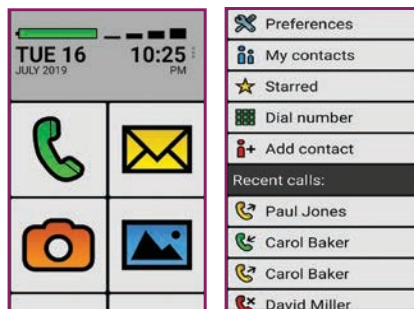 TUE 16
10:25
JULY 2019
PM
Preferences
My contacts
Starred
Dial number
Add contact
Recent calls:
Paul Jones
Carol Baker
Carol Baker
David Miller